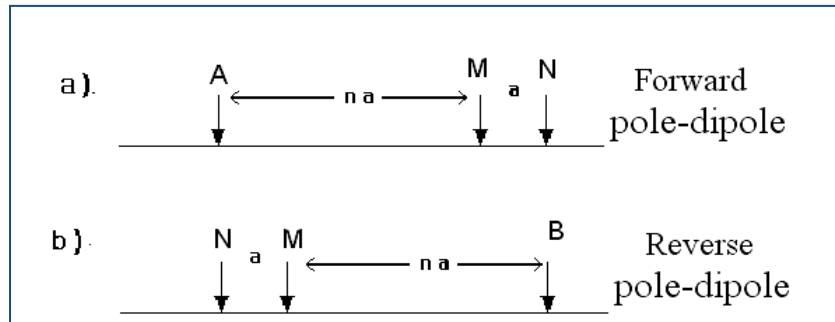 a). A M N Forward
n a a pole-dipole
b). N M B Reverse
a n a pole-dipole